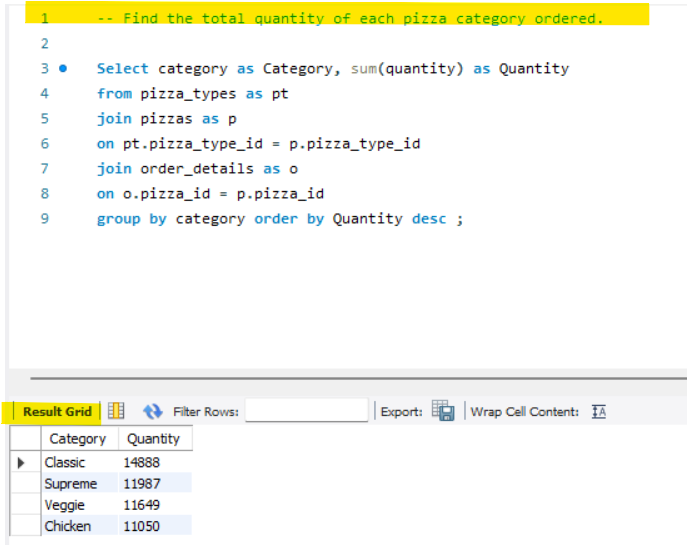 1 -- Find the total quantity of each pizza category ordered.
2
3 Select category as Category, sum(quantity) as Quantity
4 from pizza_types as pt
5 join pizzas as p
6 on pt.pizza_type_id = p.pizza_type_id
7 join order_details as o
8 on o.pizza_id = p.pizza_id
9 group by category order by Quantity desc ;
Result Grid Filter Rows: Export: Wrap Cell Content: IA
Category Quantity
Classic 14888
Supreme 11987
Veggie 11649
Chicken 11050